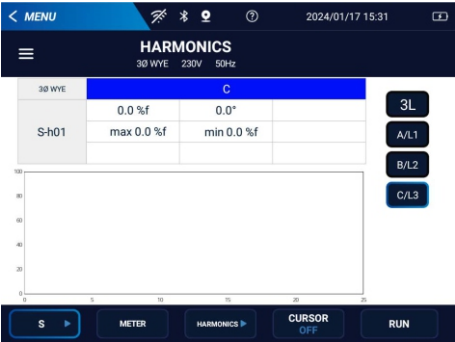 < MENU 2024/01/17 15:31
HARMONICS
3Ø WYE 230V 50Hz
3Ø WYE C
S-h01 0.0 %f 0.0°
max 0.0 %f min 0.0 %f
3L
A/L1
B/L2
C/L3
100
80
60
40
20
0
0 5 10 15 20 25
S METER HARMONICS CURSOR OFF RUN